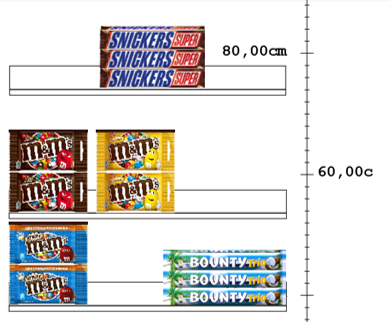 SNICKERS SUPER
80,00cm
SNICKERS SUPER
SNICKERS SUPER
m&m's m&m's
m&m's m&m's
60,00c
m&m's
m&m's
BOUNTY Trio
BOUNTY Trio
BOUNTY Trio